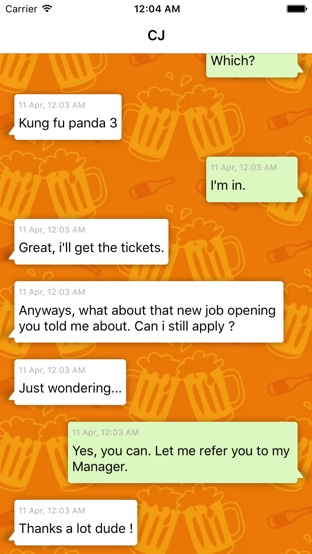 Carrier 12:04 AM
CJ
Which?
11 Apr, 12:03 AM
Kung fu panda 3
11 Apr, 12:03 AM
I'm in.
11 Apr, 12:03 AM
Great, i'll get the tickets.
11 Apr, 12:03 AM
Anyways, what about that new job opening
you told me about. Can i still apply ?
11 Apr, 12:03 AM
Just wondering...
11 Apr, 12:03 AM
Yes, you can. Let me refer you to my
Manager.
11 Apr, 12:03 AM
Thanks a lot dude !